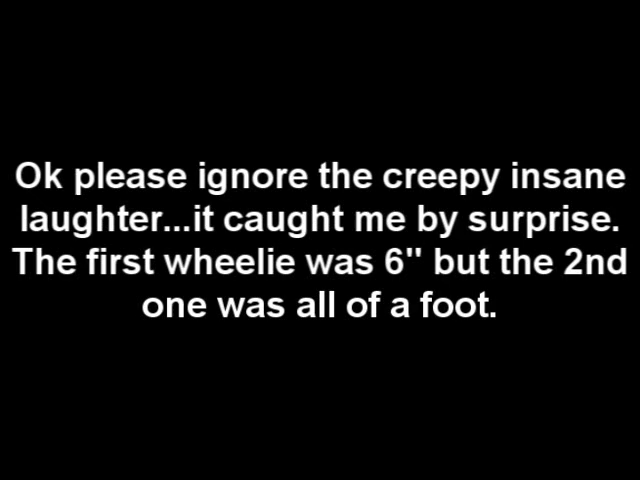 Ok please ignore the creepy insane
laughter...it caught me by surprise.
The first wheelie was 6" but the 2nd
one was all of a foot.